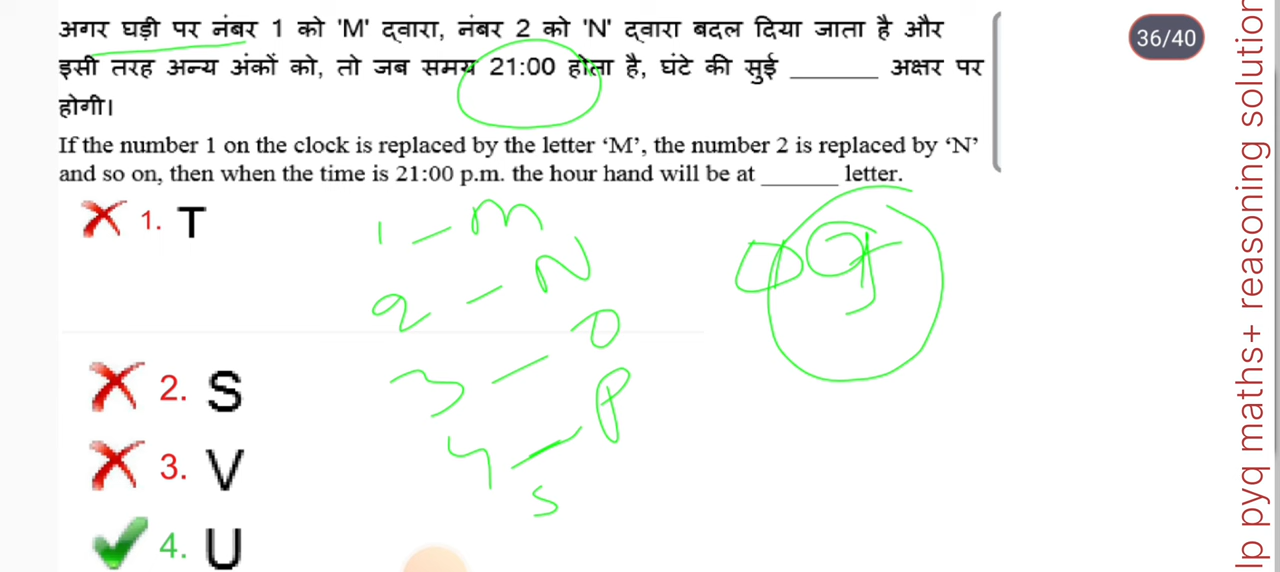 अगर घड़ी पर नंबर 1 को 'M' द्वारा, नंबर 2 को 'N' द्वारा बदल दिया जाता है और
36/40
इसी तरह अन्य अंकों को, तो जब समय 21:00 होता है, घंटे की सुई _______ अक्षर पर
होगी।
If the number 1 on the clock is replaced by the letter ‘M’, the number 2 is replaced by ‘N’
and so on, then when the time is 21:00 p.m. the hour hand will be at _______ letter.
1. T
1 – M
2 – N
3 – O
4 – P
5
2. S
3. V
4. U
lp pyq maths+ reasoning solution